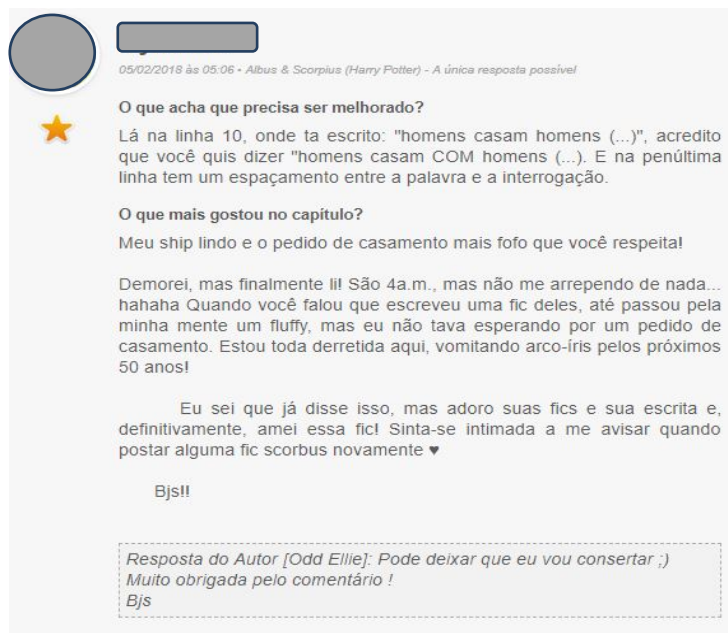 05/02/2018 às 05:06 • Albus & Scorpius (Harry Potter) - A única resposta possível
O que acha que precisa ser melhorado?
Lá na linha 10, onde ta escrito: "homens casam homens (...)", acredito
que você quis dizer "homens casam COM homens (...). E na penúltima
linha tem um espaçamento entre a palavra e a interrogação.
O que mais gostou no capítulo?
Meu ship lindo e o pedido de casamento mais fofo que você respeita!
Demorei, mas finalmente li! São 4a.m., mas não me arrependo de nada...
hahaha Quando você falou que escreveu uma fic deles, até passou pela
minha mente um fluffy, mas eu não tava esperando por um pedido de
casamento. Estou toda derretida aqui, vomitando arco-íris pelos próximos
50 anos!
Eu sei que já disse isso, mas adoro suas fics e sua escrita e,
definitivamente, amei essa fic! Sinta-se intimada a me avisar quando
postar alguma fic scorbus novamente ♥
Bjs!!
Resposta do Autor [Odd Ellie]: Pode deixar que eu vou consertar ;)
Muito obrigada pelo comentário !
Bjs